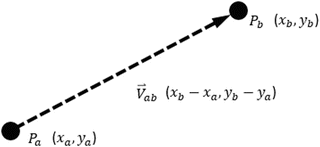 P_b (x_b, y_b)
V⃗_ab (x_b − x_a, y_b − y_a)
P_a (x_a, y_a)